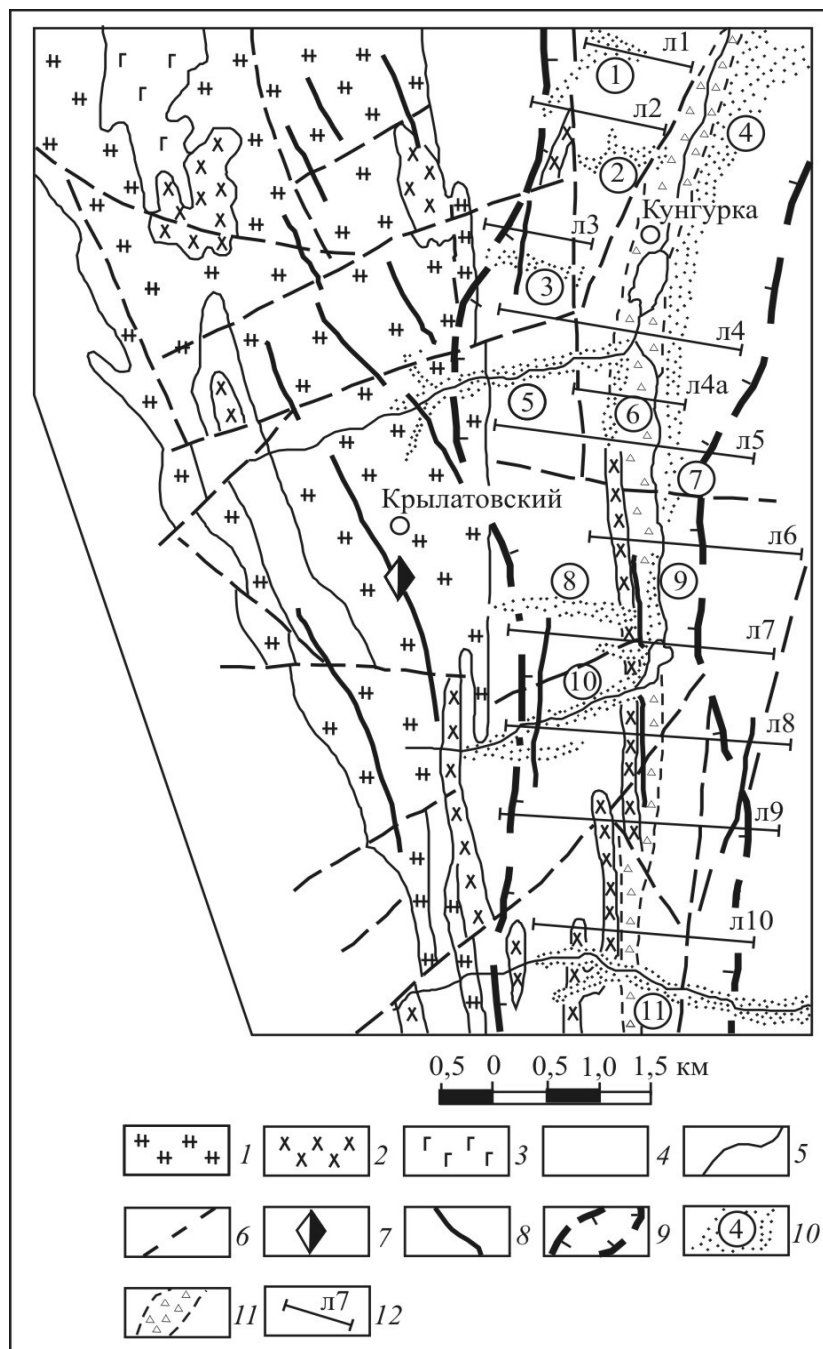 л1
1
л2
4
2
Кунгурка
л3
3
л4
л4а
5
6
л5
7
Крылатовский
л6
8
9
л7
10
л8
л9
л10
11
0,5 0 0,5 1,0 1,5 км
1 2 3 4 5
6 7 8 9 4 10
11 л7 12